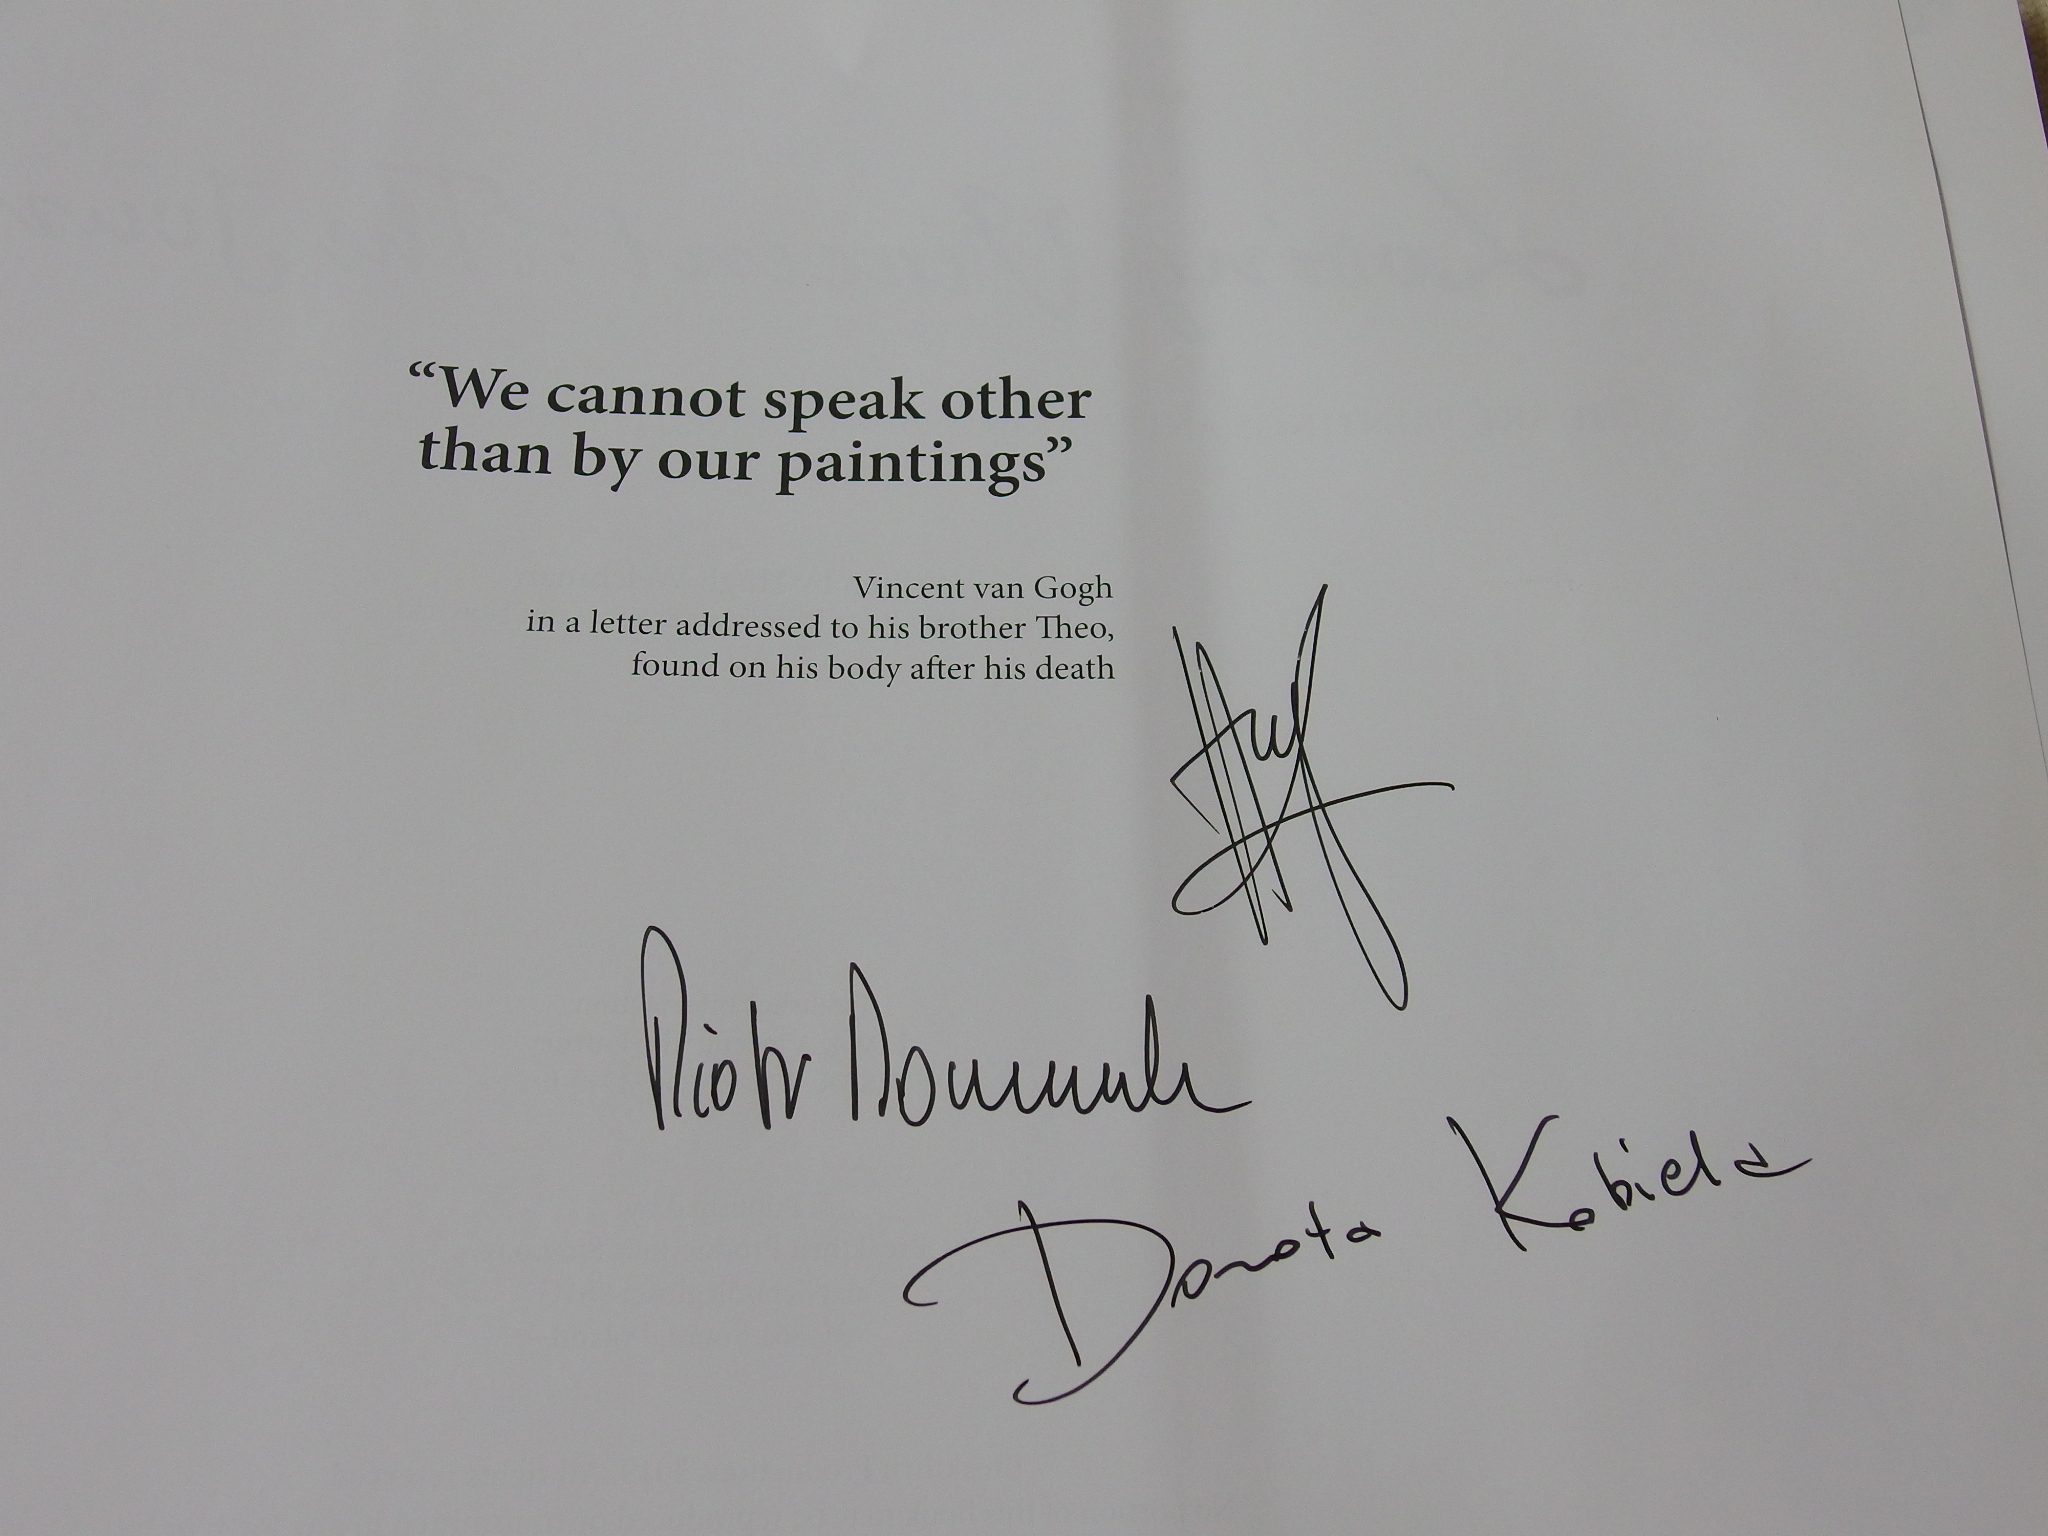 “We cannot speak other
than by our paintings”
Vincent van Gogh
in a letter addressed to his brother Theo,
found on his body after his death
Piotr
Dorota Kobiela